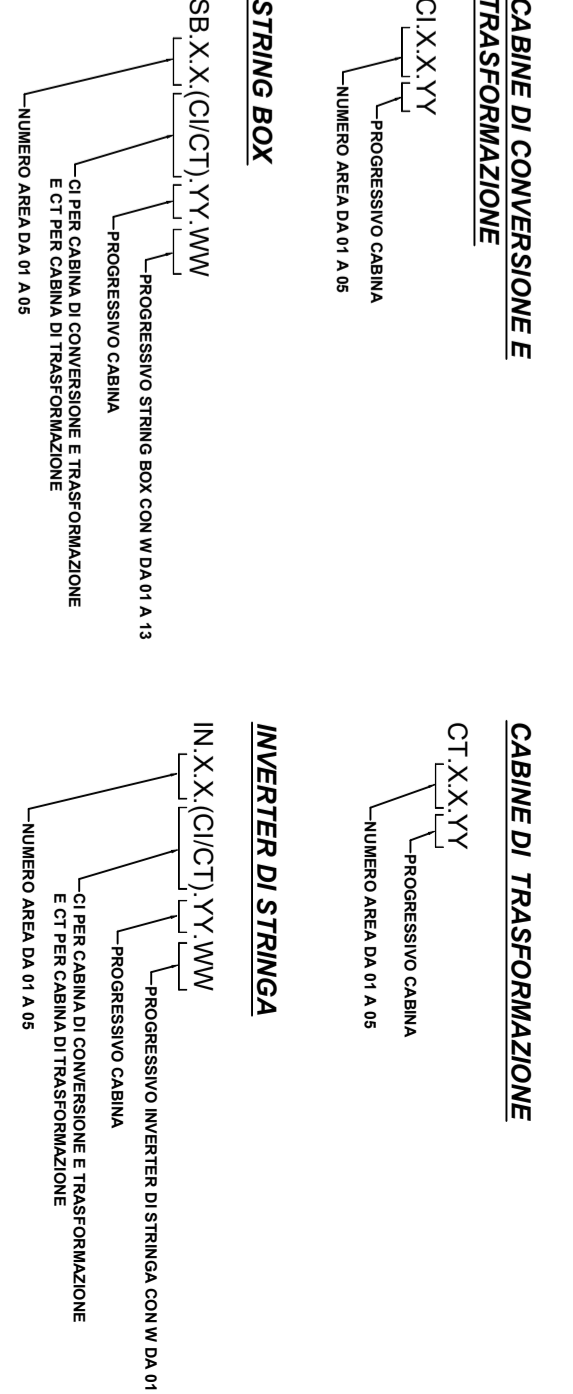 CABINE DI CONVERSIONE E
TRASFORMAZIONE
CI.X.X.YY
PROGRESSIVO CABINA
NUMERO AREA DA 01 A 05
STRING BOX
SB.X.X.(CI/CT).YY.WW
PROGRESSIVO STRING BOX CON W DA 01 A 13
PROGRESSIVO CABINA
CI PER CABINA DI CONVERSIONE E TRASFORMAZIONE
E CT PER CABINA DI TRASFORMAZIONE
NUMERO AREA DA 01 A 05
CABINE DI TRASFORMAZIONE
CT.X.X.YY
PROGRESSIVO CABINA
NUMERO AREA DA 01 A 05
INVERTER DI STRINGA
IN.X.X.(CI/CT).YY.WW
PROGRESSIVO INVERTER DI STRINGA CON W DA 01
PROGRESSIVO CABINA
CI PER CABINA DI CONVERSIONE E TRASFORMAZIONE
E CT PER CABINA DI TRASFORMAZIONE
NUMERO AREA DA 01 A 05